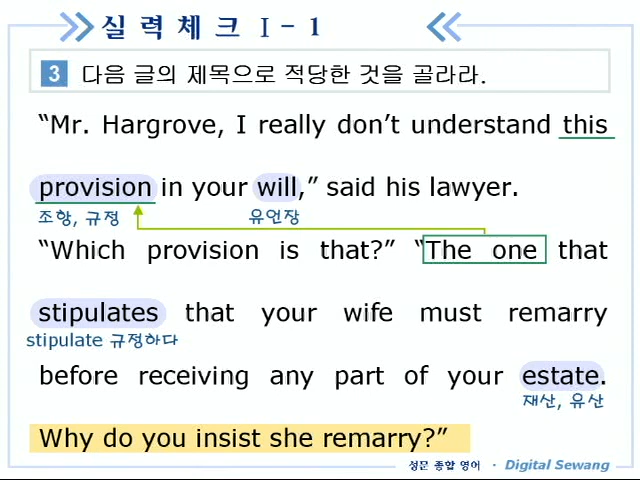 실력체크 I - 1
3 다음 글의 제목으로 적당한 것을 골라라.
“Mr. Hargrove, I really don’t understand this
provision in your will,” said his lawyer.
조항, 규정 유언장
“Which provision is that?” “The one that
stipulates that your wife must remarry
stipulate 규정하다
before receiving any part of your estate.
재산, 유산
Why do you insist she remarry?”
성문 종합 영어 · Digital Sewang